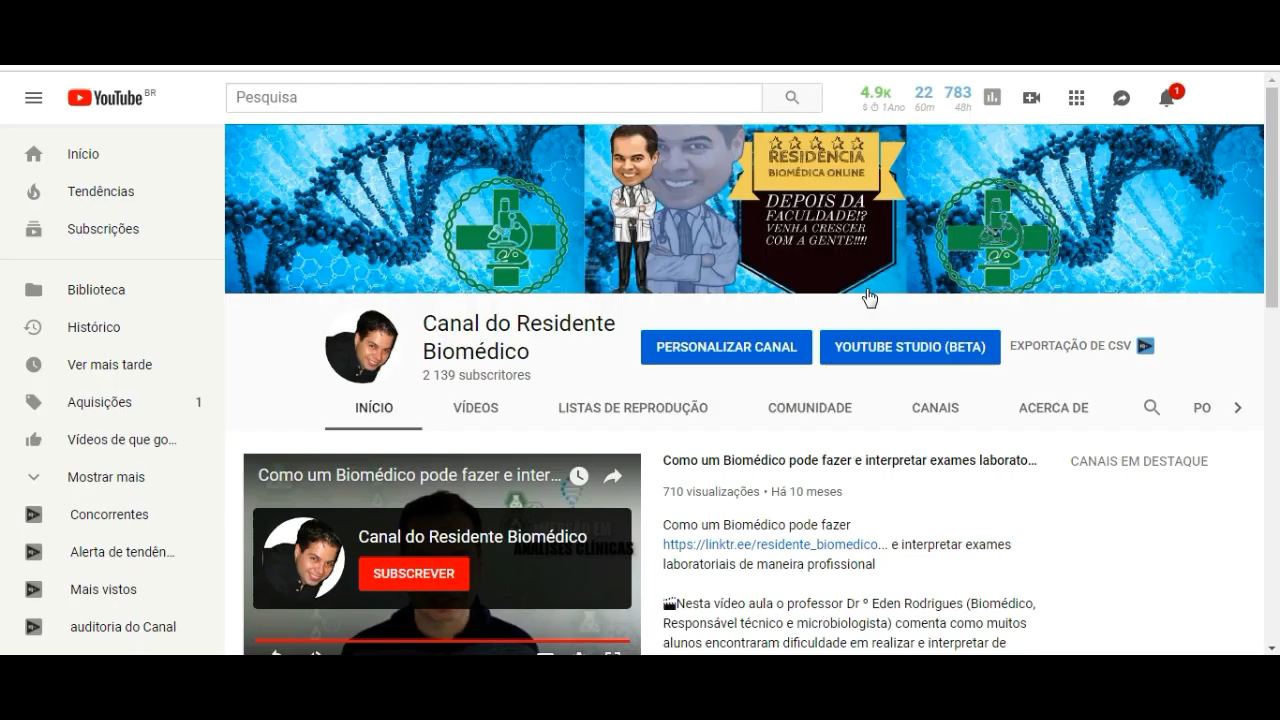 YouTube BR
Pesquisa
4.9K 22 783
$ 1Ano 60m 48h
1
Início
Tendências
Subscrições
Biblioteca
Histórico
Ver mais tarde
Aquisições 1
Vídeos de que go...
Mostrar mais
Concorrentes
Alerta de tendên...
Mais vistos
auditoria do Canal
RESIDÊNCIA
BIOMÉDICA ONLINE
DEPOIS DA
FACULDADE!?
VENHA CRESCER
COM A GENTE!!!!
Canal do Residente
Biomédico
2 139 subscritores
PERSONALIZAR CANAL
YOUTUBE STUDIO (BETA)
EXPORTAÇÃO DE CSV
INÍCIO VÍDEOS LISTAS DE REPRODUÇÃO COMUNIDADE CANAIS ACERCA DE PO
Como um Biomédico pode fazer e inter...
Canal do Residente Biomédico
SUBSCREVER
ANÁLISES CLÍNICAS
Como um Biomédico pode fazer e interpretar exames laborato...
710 visualizações • Há 10 meses
Como um Biomédico pode fazer
https://linktr.ee/residente_biomedico... e interpretar exames
laboratoriais de maneira profissional
🎬Nesta vídeo aula o professor Dr º Eden Rodrigues (Biomédico,
Responsável técnico e microbiologista) comenta como muitos
alunos encontraram dificuldade em realizar e interpretar de
CANAIS EM DESTAQUE